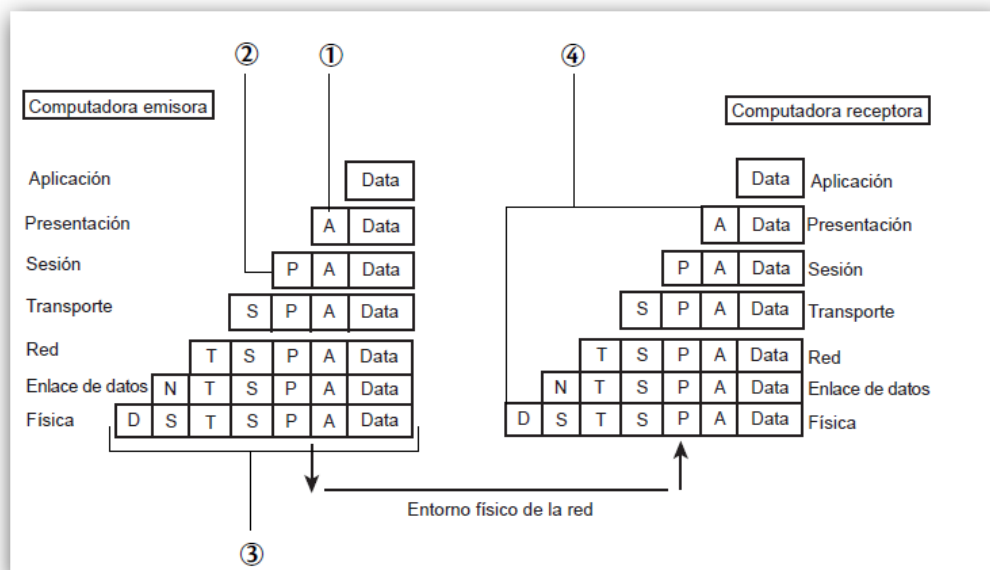 ② ① ④
Computadora emisora
Computadora receptora
Aplicación Data Data Aplicación
Presentación A Data A Data Presentación
Sesión P A Data P A Data Sesión
② 
Transporte S P A Data S P A Data Transporte
Red T S P A Data T S P A Data Red
Enlace de datos N T S P A Data N T S P A Data Enlace de datos
Física D S T S P A Data D S T S P A Data Física
Entorno físico de la red
③